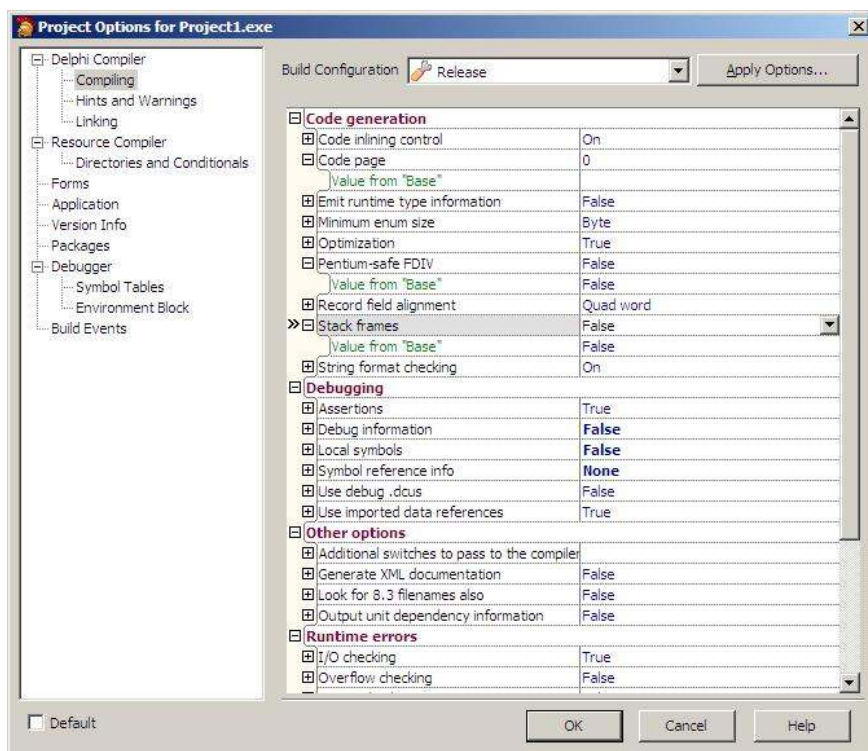 Project Options for Project1.exe
Delphi Compiler
Compiling
Hints and Warnings
Linking
Resource Compiler
Directories and Conditionals
Forms
Application
Version Info
Packages
Debugger
Symbol Tables
Environment Block
Build Events
Build Configuration Release Apply Options...
Code generation
Code inlining control On
Code page 0
Value from "Base"
Emit runtime type information False
Minimum enum size Byte
Optimization True
Pentium-safe FDIV False
Value from "Base" False
Record field alignment Quad word
Stack frames False
Value from "Base" False
String format checking On
Debugging
Assertions True
Debug information False
Local symbols False
Symbol reference info None
Use debug .dcus False
Use imported data references True
Other options
Additional switches to pass to the compiler
Generate XML documentation False
Look for 8.3 filenames also False
Output unit dependency information False
Runtime errors
I/O checking True
Overflow checking False
Default OK Cancel Help